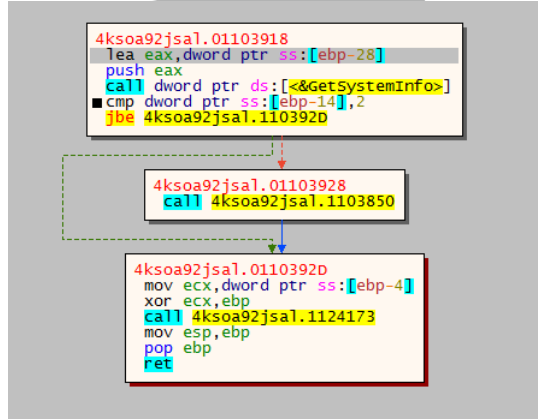 4ksoa92jsal.01103918
lea eax,dword ptr ss:[ebp-28]
push eax
call dword ptr ds:[<&GetSystemInfo>]
cmp dword ptr ss:[ebp-14],2
jbe 4ksoa92jsal.110392D
4ksoa92jsal.01103928
call 4ksoa92jsal.1103850
4ksoa92jsal.0110392D
mov ecx,dword ptr ss:[ebp-4]
xor ecx,ebp
call 4ksoa92jsal.1124173
mov esp,ebp
pop ebp
ret